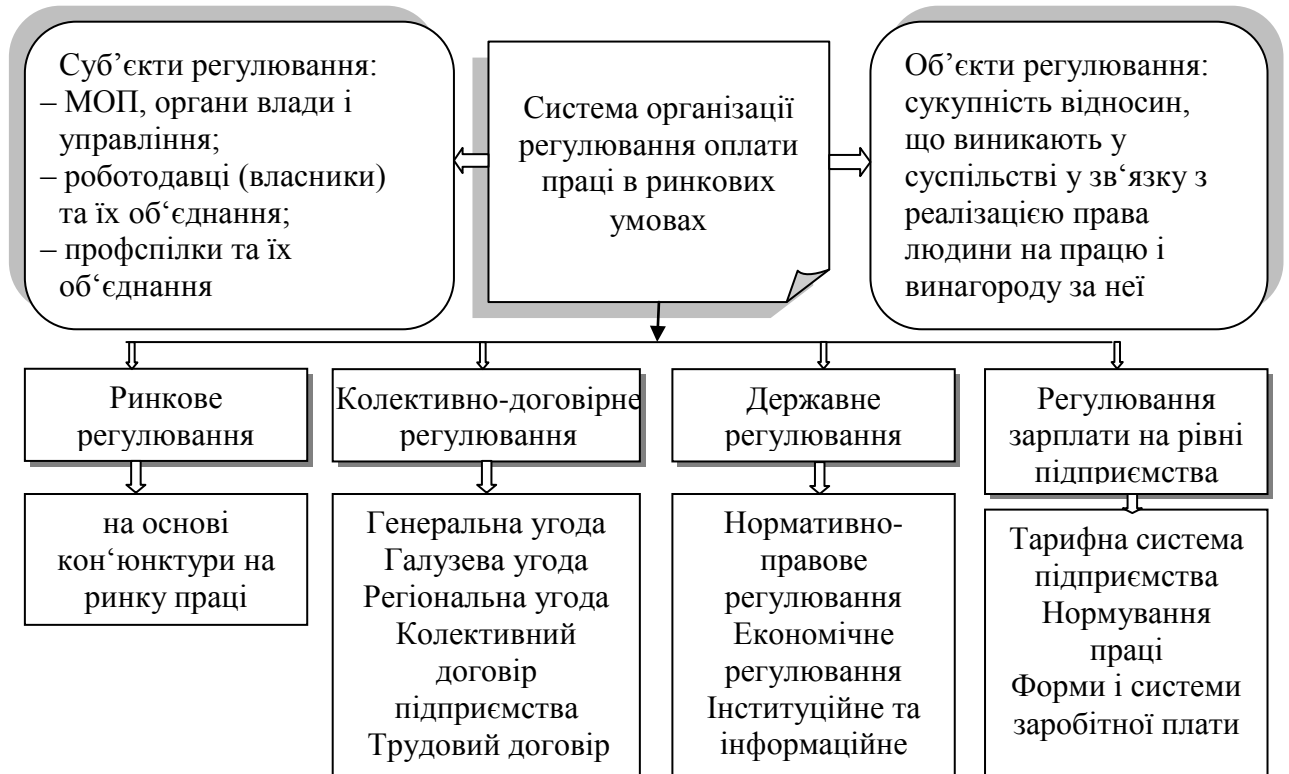 Суб’єкти регулювання:
– МОП, органи влади і
управління;
– роботодавці (власники)
та їх об‘єднання;
– профспілки та їх
об‘єднання
Система організації
регулювання оплати
праці в ринкових
умовах
Об’єкти регулювання:
сукупність відносин,
що виникають у
суспільстві у зв‘язку з
реалізацією права
людини на працю і
винагороду за неї
Ринкове
регулювання
на основі
кон‘юнктури на
ринку праці
Колективно-договірне
регулювання
Генеральна угода
Галузева угода
Регіональна угода
Колективний
договір
підприємства
Трудовий договір
Державне
регулювання
Нормативно-
правове
регулювання
Економічне
регулювання
Інституційне та
інформаційне
Регулювання
зарплати на рівні
підприємства
Тарифна система
підприємства
Нормування
праці
Форми і системи
заробітної плати